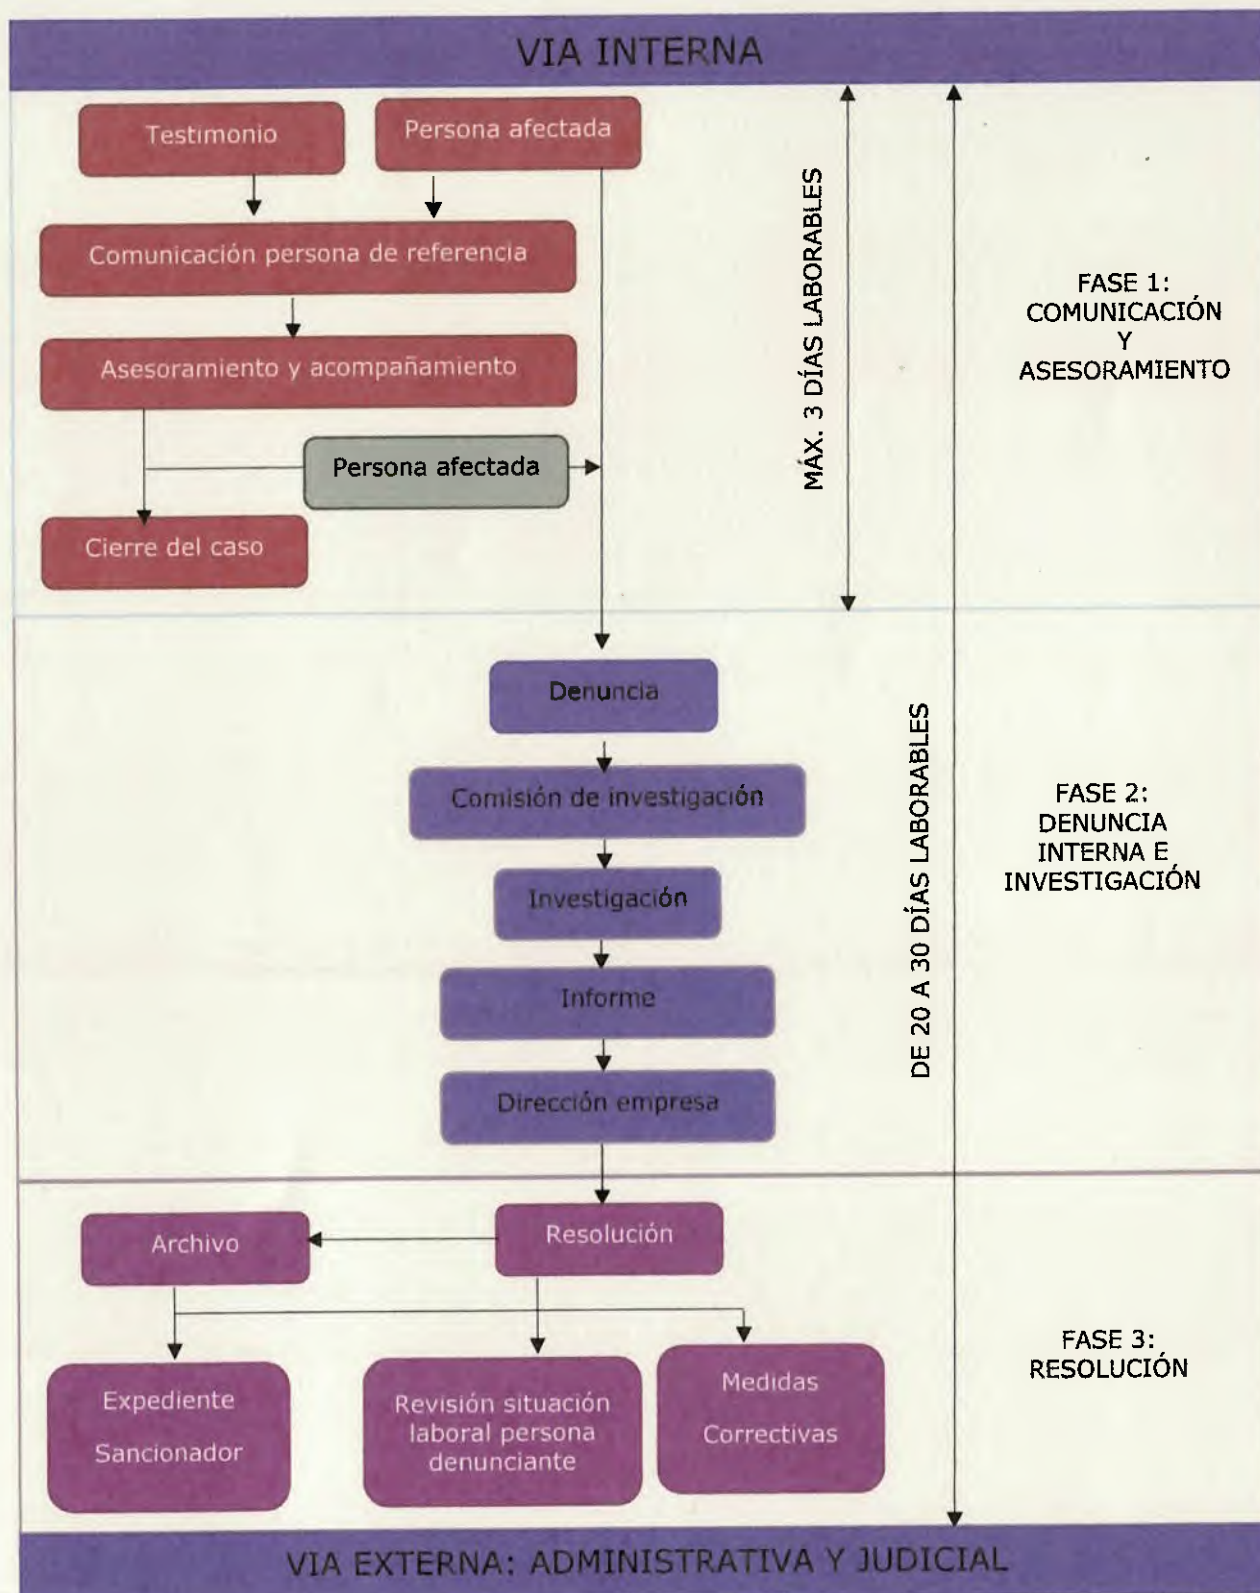 VIA INTERNA
Testimonio
Persona afectada
Comunicación persona de referencia
Asesoramiento y acompañamiento
Persona afectada
Cierre del caso
MÁX. 3 DÍAS LABORABLES
FASE 1:
COMUNICACIÓN
Y
ASESORAMIENTO
Denuncia
Comisión de investigación
Investigación
Informe
Dirección empresa
DE 20 A 30 DÍAS LABORABLES
FASE 2:
DENUNCIA
INTERNA E
INVESTIGACIÓN
Archivo
Resolución
Expediente
Sancionador
Revisión situación
laboral persona
denunciante
Medidas
Correctivas
FASE 3:
RESOLUCIÓN
VIA EXTERNA: ADMINISTRATIVA Y JUDICIAL